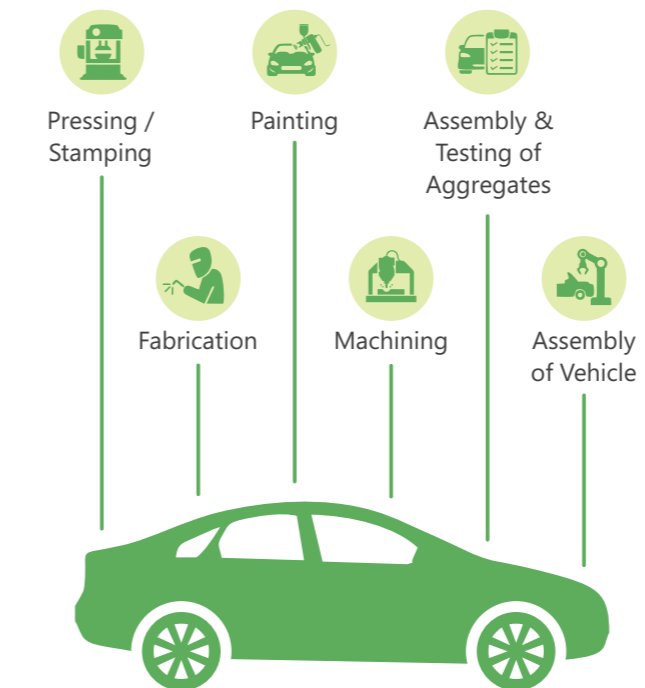 Pressing /
Stamping
Painting
Assembly &
Testing of
Aggregates
Fabrication
Machining
Assembly
of Vehicle